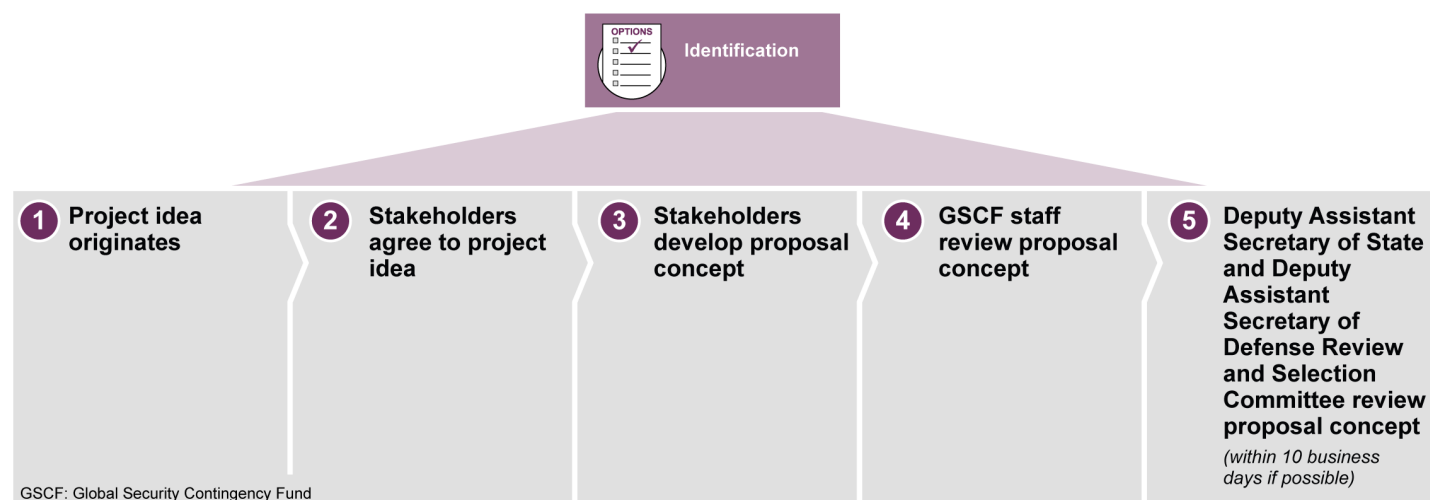 OPTIONS
Identification
1
Project idea
originates
2
Stakeholders
agree to project
idea
3
Stakeholders
develop proposal
concept
4
GSCF staff
review proposal
concept
5
Deputy Assistant
Secretary of State
and Deputy
Assistant
Secretary of
Defense Review
and Selection
Committee review
proposal concept
(within 10 business
days if possible)
GSCF: Global Security Contingency Fund